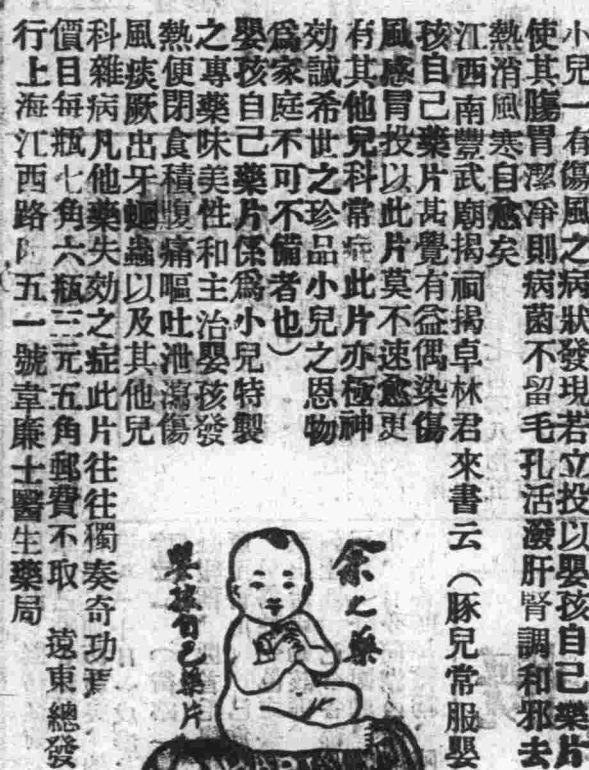 小兒一有傷風之病狀發現若立投以嬰孩自己藥片
使其腸胃潔淨則病菌不留毛孔活潑肝腎調和邪去
熱消風寒自愈矣
江西南豐武廟揭祠揭卓林君來書云（豚兒常服嬰
孩自己藥片甚覺有益偶染傷
風感冒投以此片莫不速愈更
有其他兒科常症此片亦極神
効誠希世之珍品小兒之恩物
爲家庭不可不備者也）
嬰孩自己藥片係爲小兒特製
之專藥味美性和主治嬰孩發
熱便閉食積腹痛嘔吐泄瀉傷
風痰厥出牙蛔蟲以及其他兒
科雜病凡他藥失効之症此片往往獨奏奇功焉
價目每瓶七角六瓶三元五角郵費不取 遠東總發
行上海江西路五一號韋廉士醫生藥局
余之藥
嬰孩自己藥片